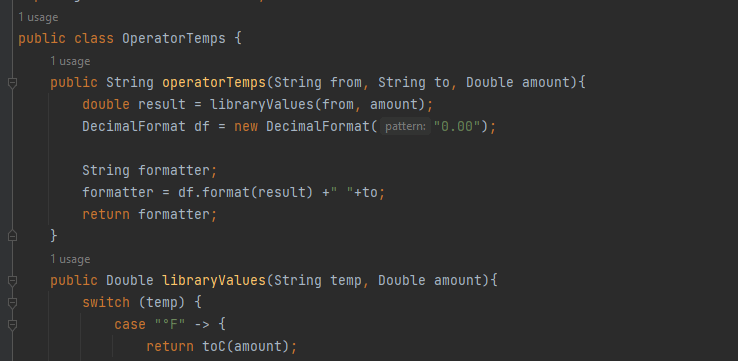 1 usage
public class OperatorTemps {
1 usage
public String operatorTemps(String from, String to, Double amount){
double result = libraryValues(from, amount);
DecimalFormat df = new DecimalFormat( pattern: "0.00");
String formatter;
formatter = df.format(result) +" "+to;
return formatter;
}
1 usage
public Double libraryValues(String temp, Double amount){
switch (temp) {
case "°F" -> {
return toC(amount);